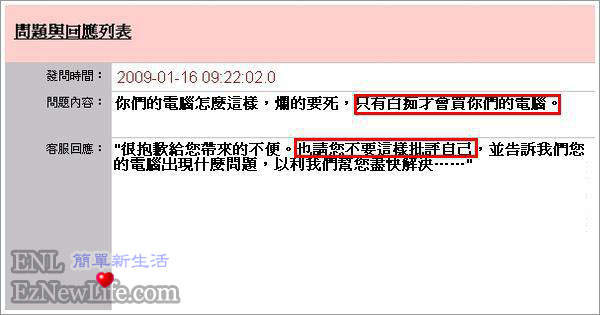 問題與回應列表
發問時間： 2009-01-16 09:22:02.0
問題內容： 你們的電腦怎麼這樣，爛的要死，只有白痴才會買你們的電腦。
客服回應： "很抱歉給您帶來的不便。也請您不要這樣批評自己，並告訴我們您
的電腦出現什麼問題，以利我們幫您盡快解決⋯⋯"
ENL 簡單新生活
EzNewLife.com